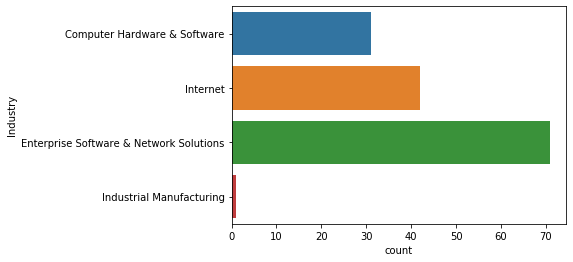 Computer Hardware & Software
Internet
Enterprise Software & Network Solutions
Industrial Manufacturing
Industry
0 10 20 30 40 50 60 70
count